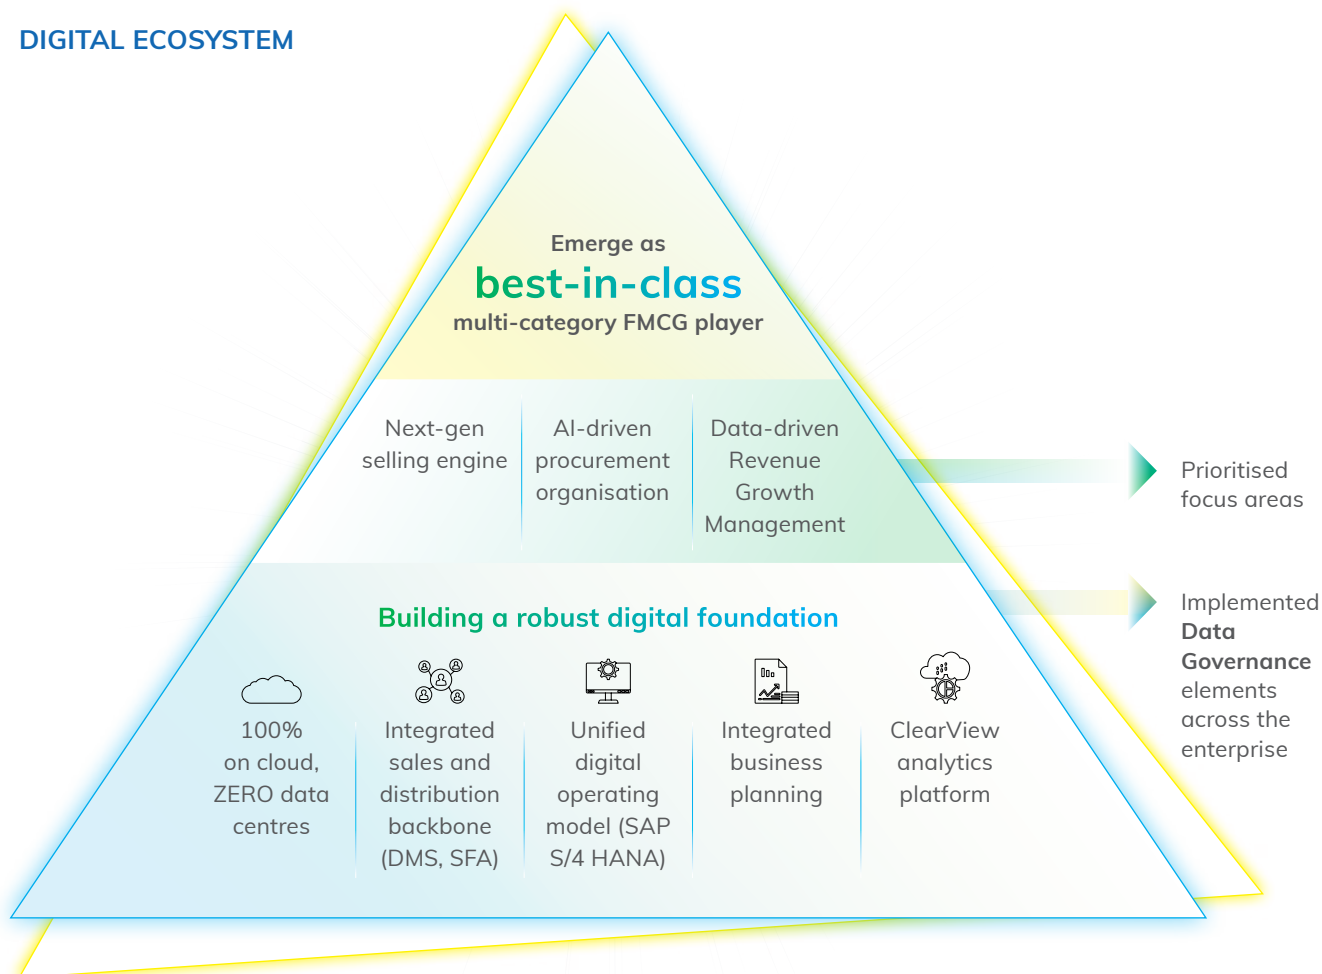 DIGITAL ECOSYSTEM
Emerge as
best-in-class
multi-category FMCG player
Next-gen
selling engine
AI-driven
procurement
organisation
Data-driven
Revenue
Growth
Management
Prioritised
focus areas
Implemented
Data
Governance
elements
across the
enterprise
Building a robust digital foundation
100%
on cloud,
ZERO data
centres
Integrated
sales and
distribution
backbone
(DMS, SFA)
Unified
digital
operating
model (SAP
S/4 HANA)
Integrated
business
planning
ClearView
analytics
platform